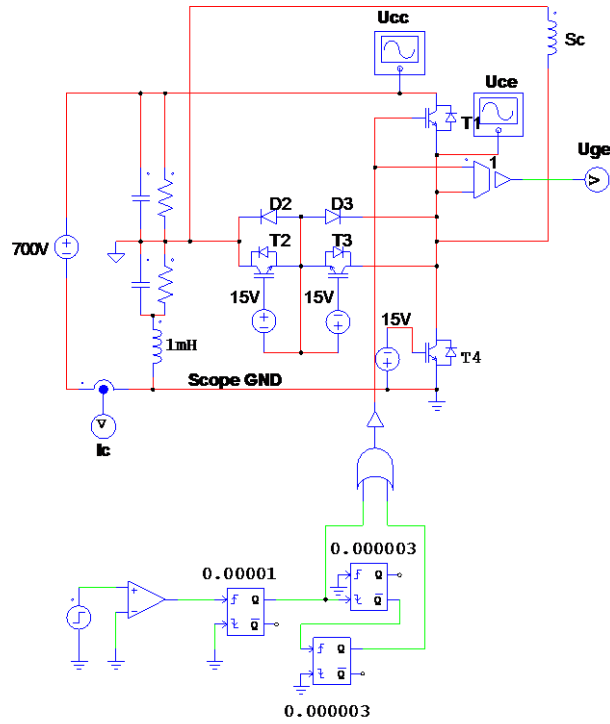 Ucc
Sc
Uce
T1
Uge
1
V
D2
D3
T2
T3
700V
15V
15V
15V
1mH
T4
Scope GND
V
Ic
0.000003
0.00001
Q
Q
Q
Q
Q
Q
0.000003